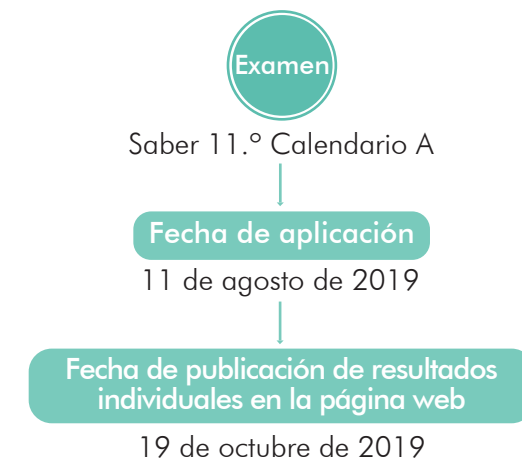 Examen
Saber 11.º Calendario A
Fecha de aplicación
11 de agosto de 2019
Fecha de publicación de resultados
individuales en la página web
19 de octubre de 2019